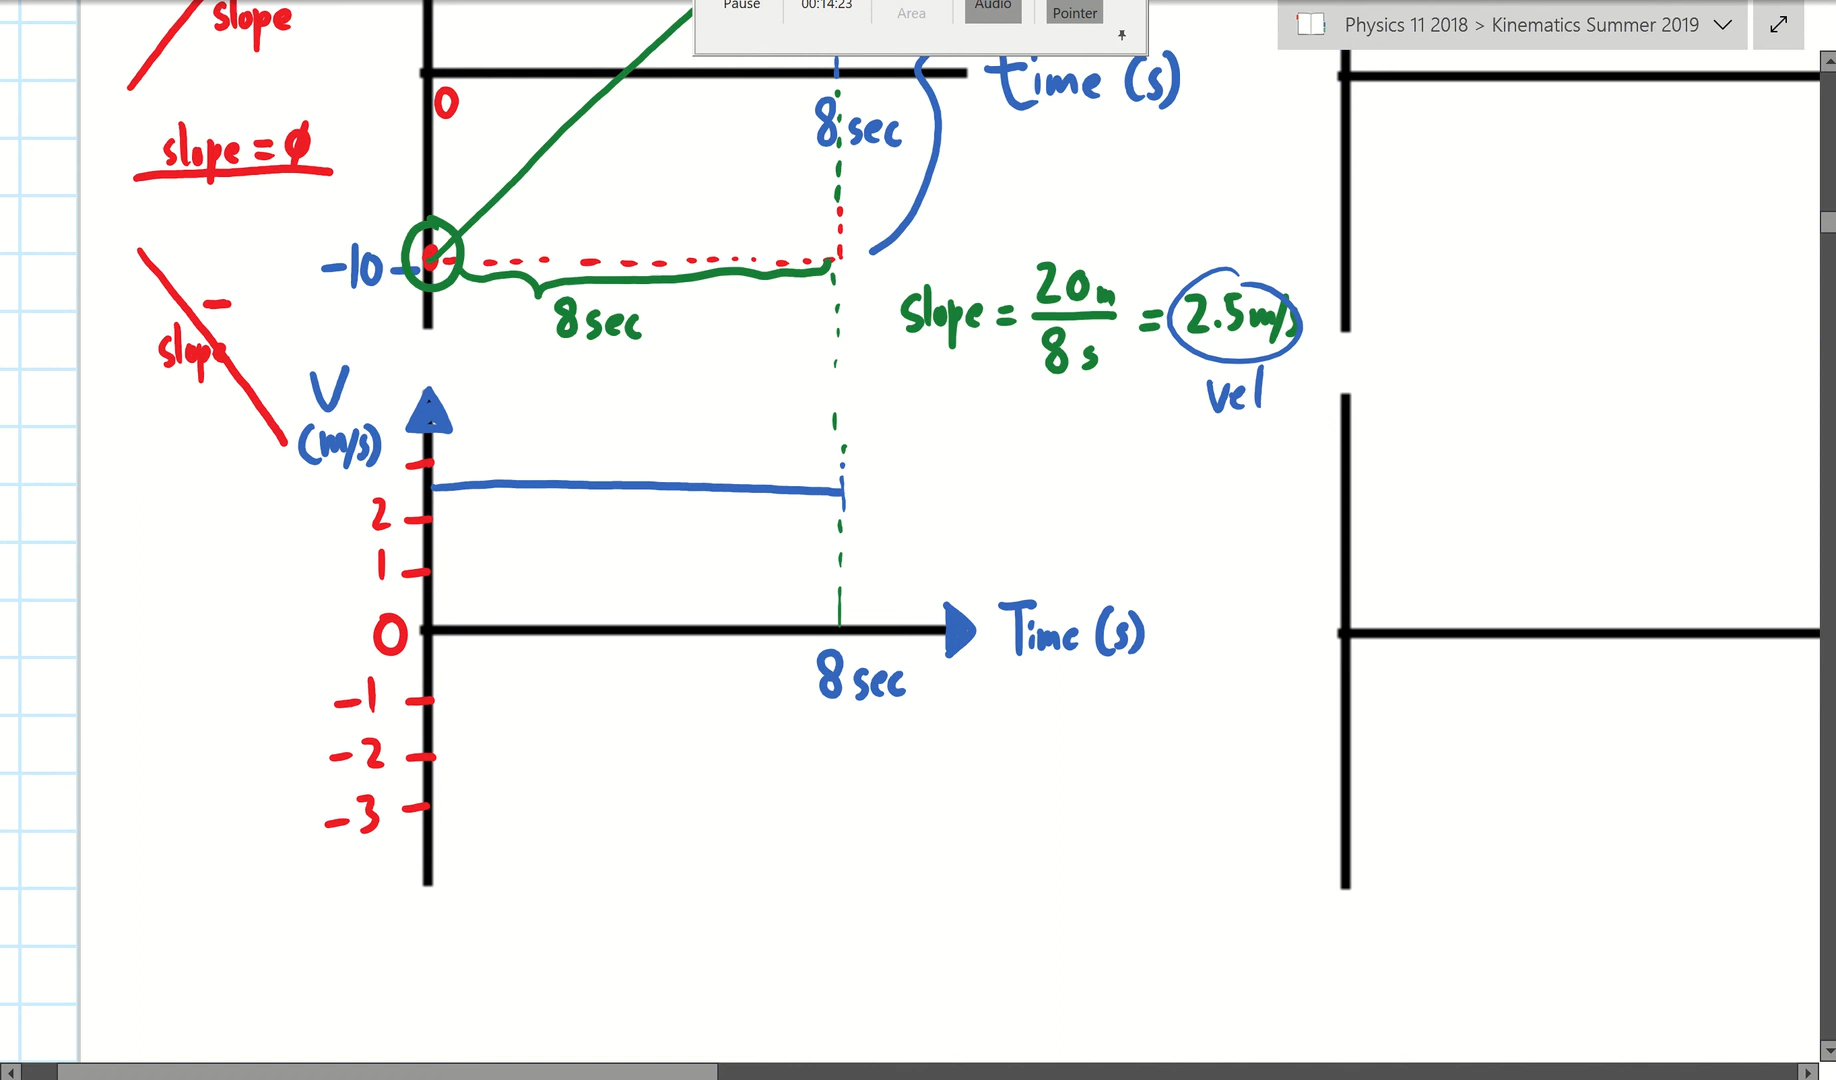 Pause 00:14:23 Area Audio Pointer
Physics 11 2018 > Kinematics Summer 2019
slope
Time (s)
0
8 sec
slope = ϕ
-10
8 sec
slope = 20m / 8 s = 2.5 m/s
vel
-
slope
V
(m/s)
2
1
0
Time (s)
8 sec
-1
-2
-3